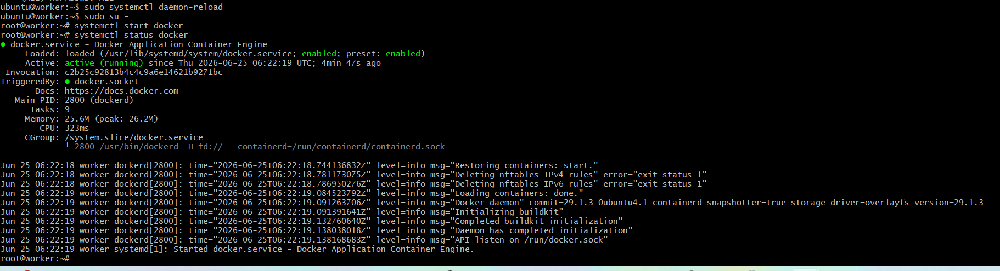 ubuntu@worker:~$ sudo systemctl daemon-reload
ubuntu@worker:~$ sudo su -
root@worker:~# systemctl start docker
root@worker:~# systemctl status docker
● docker.service - Docker Application Container Engine
Loaded: loaded (/usr/lib/systemd/system/docker.service; enabled; preset: enabled)
Active: active (running) since Thu 2026-06-25 06:22:19 UTC; 4min 47s ago
Invocation: c2b25c92813b4c4c9a6e14621b9271bc
TriggeredBy: ● docker.socket
Docs: https://docs.docker.com
Main PID: 2800 (dockerd)
Tasks: 9
Memory: 25.6M (peak: 26.2M)
CPU: 323ms
CGroup: /system.slice/docker.service
└─2800 /usr/bin/dockerd -H fd:// --containerd=/run/containerd/containerd.sock
Jun 25 06:22:18 worker dockerd[2800]: time="2026-06-25T06:22:18.744136832Z" level=info msg="Restoring containers: start."
Jun 25 06:22:18 worker dockerd[2800]: time="2026-06-25T06:22:18.781173075Z" level=info msg="Deleting nftables IPv4 rules" error="exit status 1"
Jun 25 06:22:18 worker dockerd[2800]: time="2026-06-25T06:22:18.786950276Z" level=info msg="Deleting nftables IPv6 rules" error="exit status 1"
Jun 25 06:22:19 worker dockerd[2800]: time="2026-06-25T06:22:19.084523792Z" level=info msg="Loading containers: done."
Jun 25 06:22:19 worker dockerd[2800]: time="2026-06-25T06:22:19.091263706Z" level=info msg="Docker daemon" commit=29.1.3-0ubuntu4.1 containerd-snapshotter=true storage-driver=overlayfs version=29.1.3
Jun 25 06:22:19 worker dockerd[2800]: time="2026-06-25T06:22:19.091391641Z" level=info msg="Initializing buildkit"
Jun 25 06:22:19 worker dockerd[2800]: time="2026-06-25T06:22:19.132760640Z" level=info msg="Completed buildkit initialization"
Jun 25 06:22:19 worker dockerd[2800]: time="2026-06-25T06:22:19.138038018Z" level=info msg="Daemon has completed initialization"
Jun 25 06:22:19 worker dockerd[2800]: time="2026-06-25T06:22:19.138168683Z" level=info msg="API listen on /run/docker.sock"
Jun 25 06:22:19 worker systemd[1]: Started docker.service - Docker Application Container Engine.
root@worker:~#